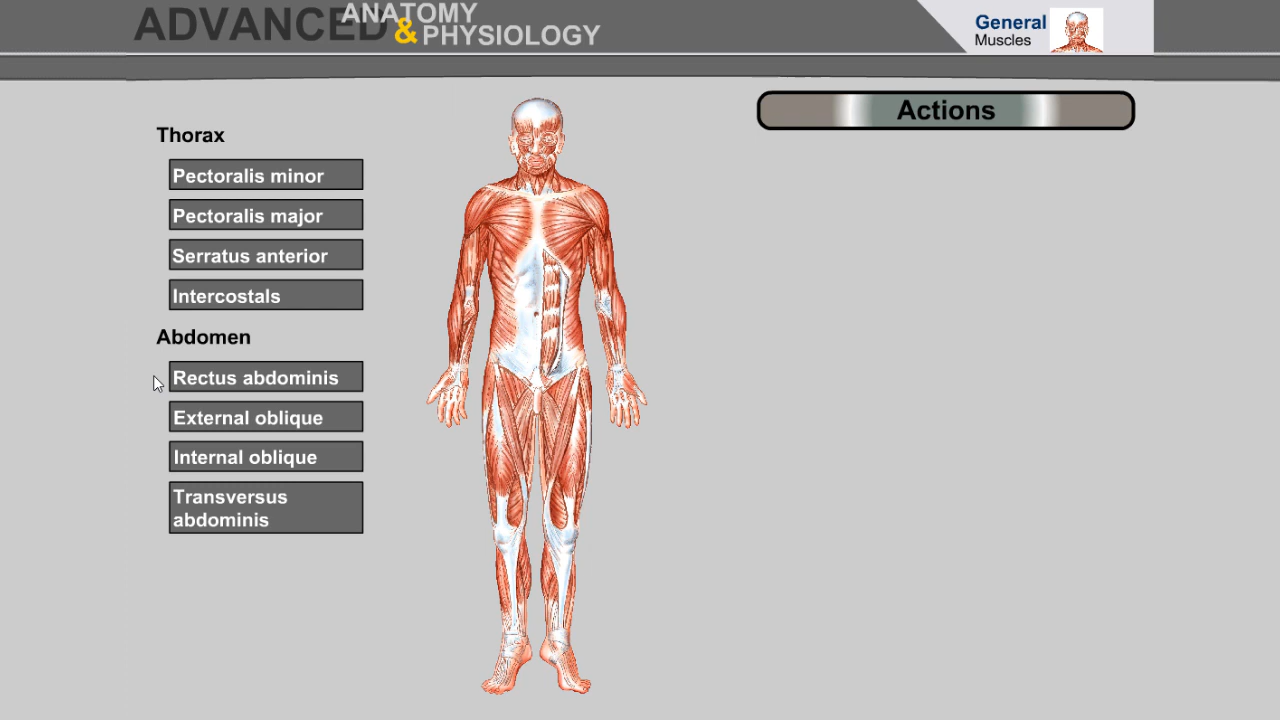 ADVANCED ANATOMY
& PHYSIOLOGY
General
Muscles
Actions
Thorax
Pectoralis minor
Pectoralis major
Serratus anterior
Intercostals
Abdomen
Rectus abdominis
External oblique
Internal oblique
Transversus
abdominis